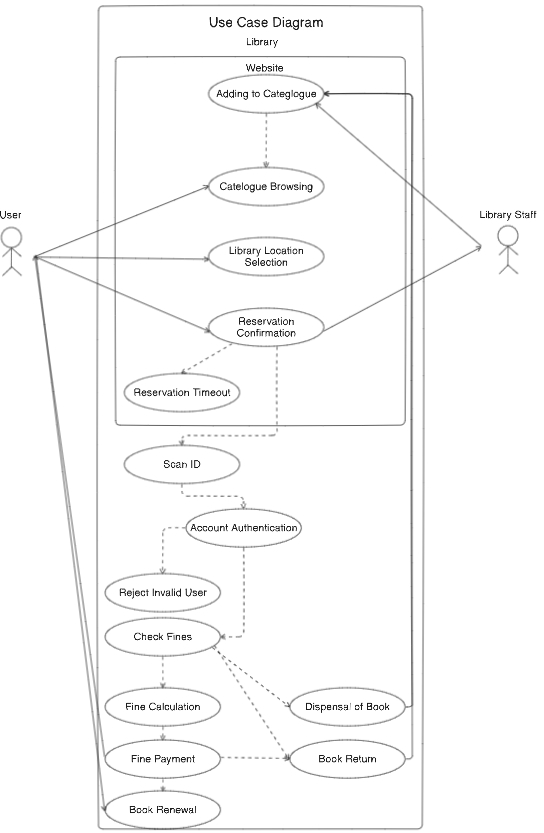 Use Case Diagram
Library
Website
Adding to Categlogue
Catelogue Browsing
User
Library Staff
Library Location
Selection
Reservation
Confirmation
Reservation Timeout
Scan ID
Account Authentication
Reject Invalid User
Check Fines
Fine Calculation
Dispensal of Book
Fine Payment
Book Return
Book Renewal